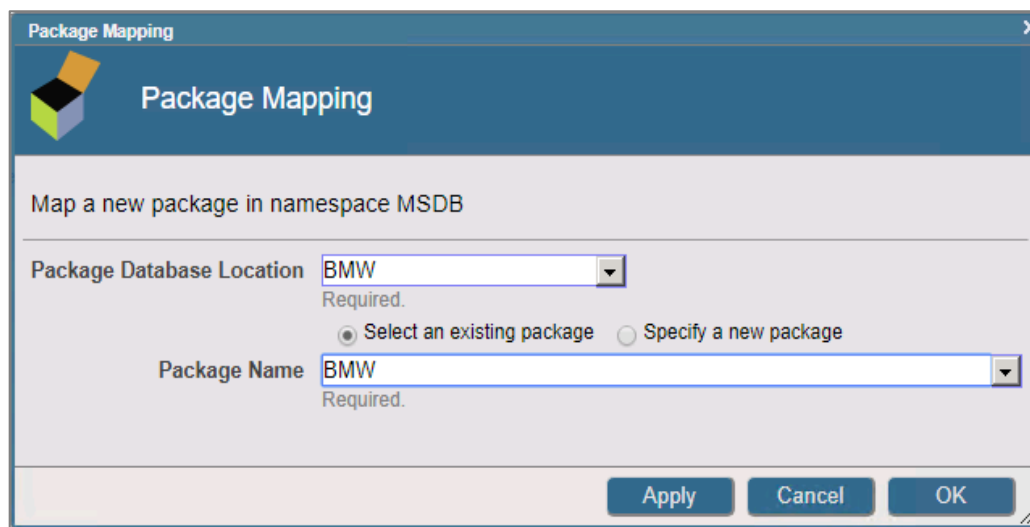 Package Mapping
Package Mapping
Map a new package in namespace MSDB
Package Database Location BMW
Required.
Select an existing package Specify a new package
Package Name BMW
Required.
Apply Cancel OK